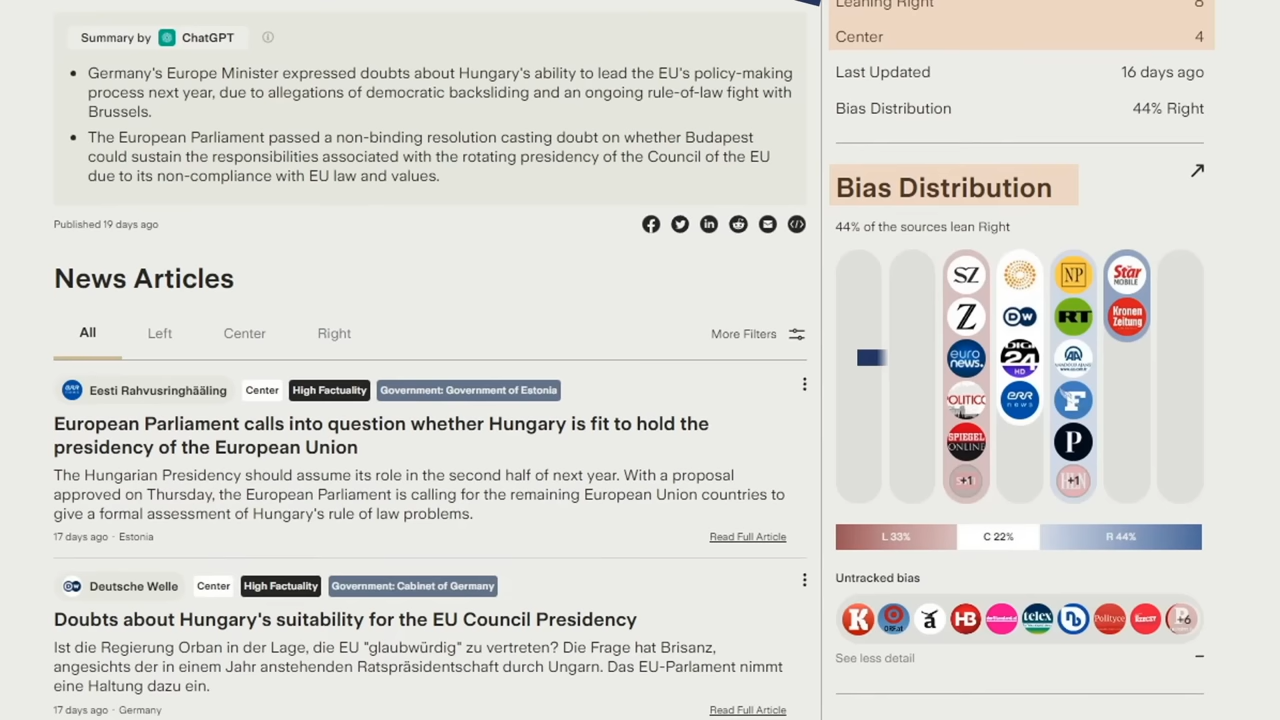 Summary by ChatGPT
Germany's Europe Minister expressed doubts about Hungary's ability to lead the EU's policy-making
process next year, due to allegations of democratic backsliding and an ongoing rule-of-law fight with
Brussels.
The European Parliament passed a non-binding resolution casting doubt on whether Budapest
could sustain the responsibilities associated with the rotating presidency of the Council of the EU
due to its non-compliance with EU law and values.
Published 19 days ago
News Articles
All Left Center Right More Filters
Eesti Rahvusringhääling Center High Factuality Government: Government of Estonia
European Parliament calls into question whether Hungary is fit to hold the
presidency of the European Union
The Hungarian Presidency should assume its role in the second half of next year. With a proposal
approved on Thursday, the European Parliament is calling for the remaining European Union countries to
give a formal assessment of Hungary's rule of law problems.
17 days ago · Estonia Read Full Article
Deutsche Welle Center High Factuality Government: Cabinet of Germany
Doubts about Hungary's suitability for the EU Council Presidency
Ist die Regierung Orban in der Lage, die EU "glaubwürdig" zu vertreten? Die Frage hat Brisanz,
angesichts der in einem Jahr anstehenden Ratspräsidentschaft durch Ungarn. Das EU-Parlament nimmt
eine Haltung dazu ein.
17 days ago · Germany Read Full Article
Leaning Right 8
Center 4
Last Updated 16 days ago
Bias Distribution 44% Right
Bias Distribution
44% of the sources lean Right
SZ NP Star MOBILE
Z DW RT Kronen Zeitung
euro news. DIGI 24 HD AA
POLITICO err news F
SPIEGEL ONLINE P
+1 +1
L 33% C 22% R 44%
Untracked bias
K á HB telex Polityce +6
See less detail